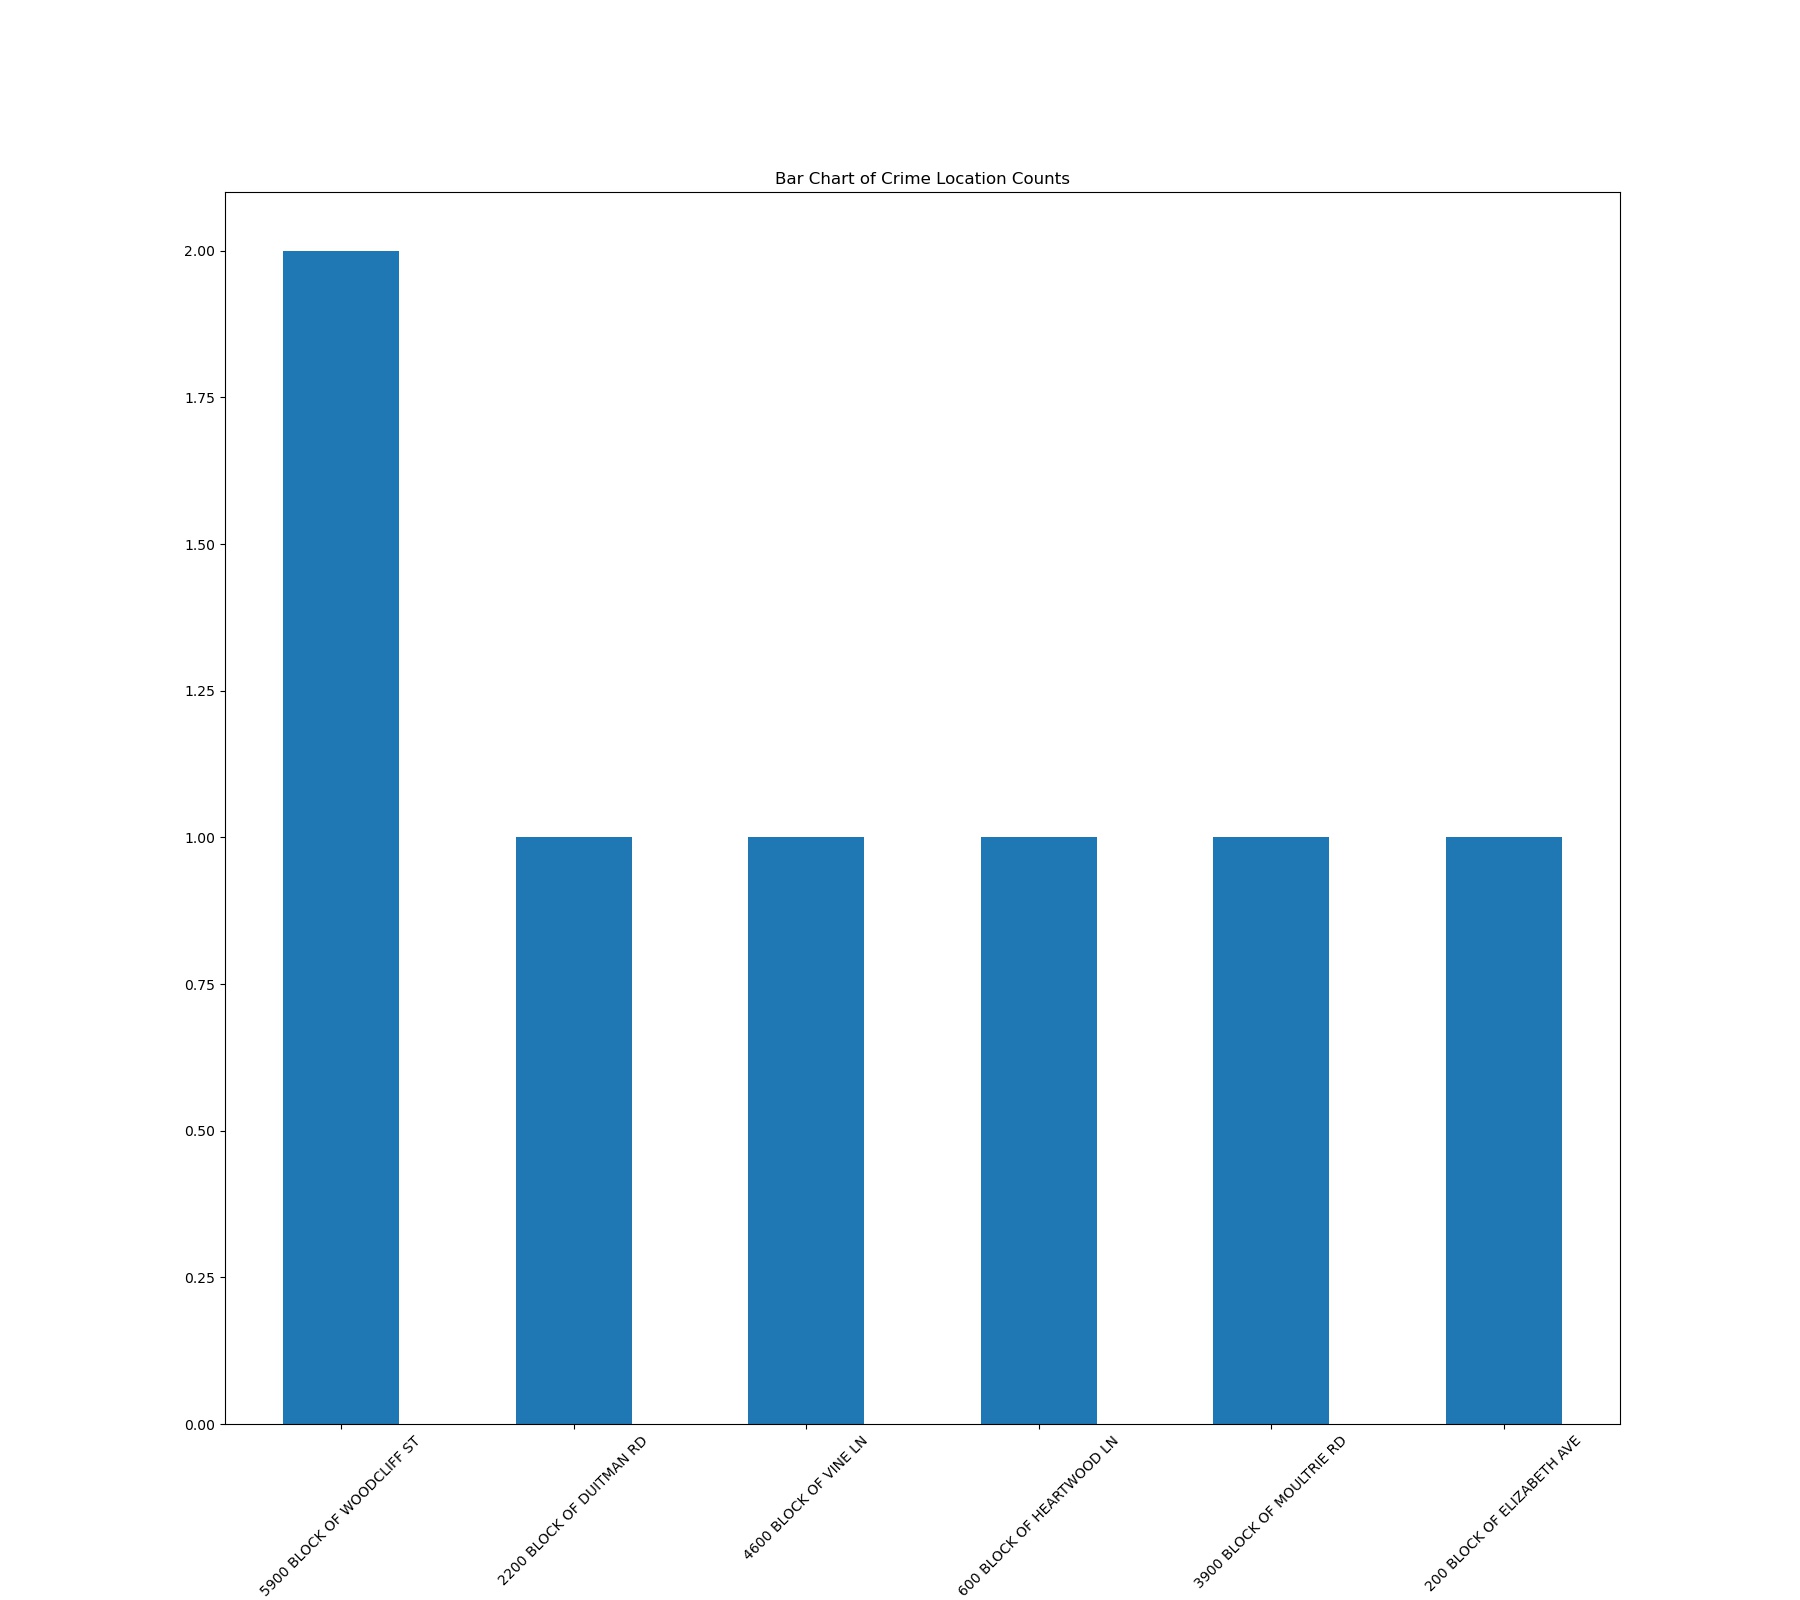 Bar Chart of Crime Location Counts
2.00
1.75
1.50
1.25
1.00
0.75
0.50
0.25
0.00
5900 BLOCK OF WOODCLIFF ST
2200 BLOCK OF DUITMAN RD
4600 BLOCK OF VINE LN
600 BLOCK OF HEARTWOOD LN
3900 BLOCK OF MOULTRIE RD
200 BLOCK OF ELIZABETH AVE